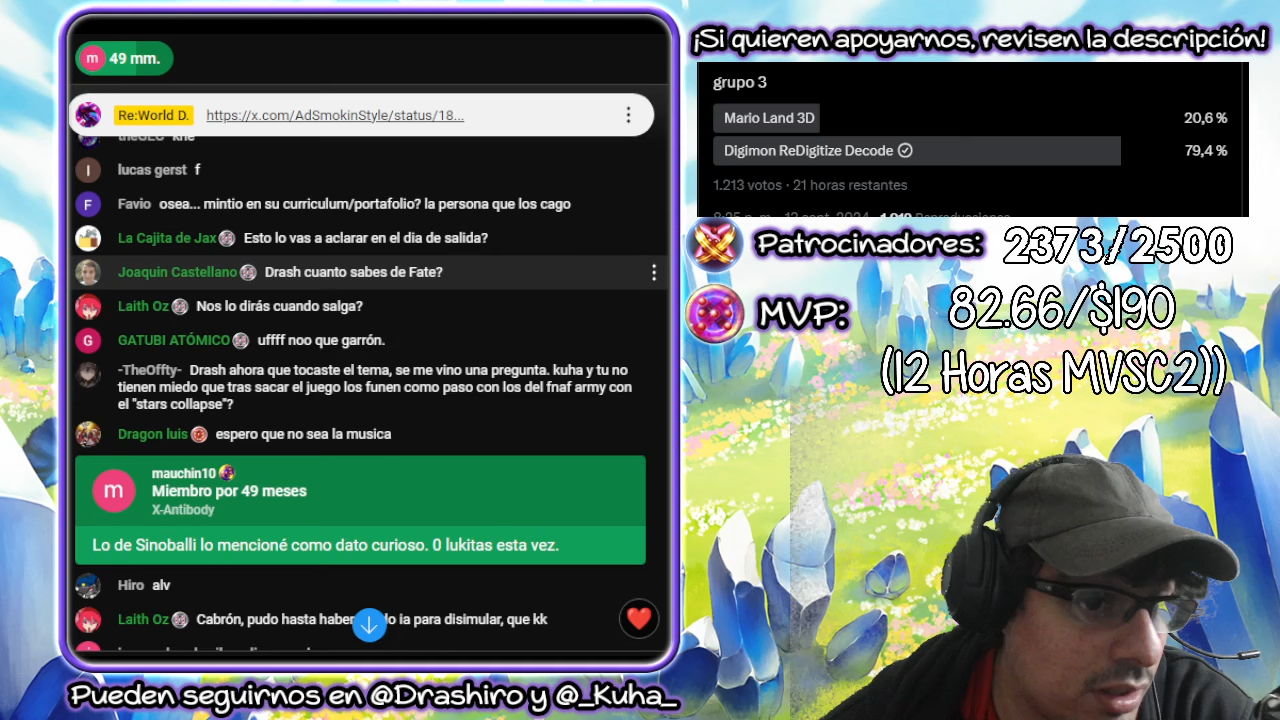 m 49 mm.
Re:World D. https://x.com/AdSmokinStyle/status/18...
theGEC khe
lucas gerst f
Favio osea... mintio en su curriculum/portafolio? la persona que los cago
La Cajita de Jax Esto lo vas a aclarar en el dia de salida?
Joaquin Castellano Drash cuanto sabes de Fate?
Laith Oz Nos lo dirás cuando salga?
GATUBI ATÓMICO uffff noo que garrón.
-TheOffty- Drash ahora que tocaste el tema, se me vino una pregunta. kuha y tu no
tienen miedo que tras sacar el juego los funen como paso con los del fnaf army con
el "stars collapse"?
Dragon luis espero que no sea la musica
mauchin10
Miembro por 49 meses
X-Antibody
Lo de Sinoballi lo mencioné como dato curioso. 0 lukitas esta vez.
Hiro alv
Laith Oz Cabrón, pudo hasta haber ia para disimular, que kk
Pueden seguirnos en @Drashiro y @_Kuha_
¡Si quieren apoyarnos, revisen la descripción!
grupo 3
Mario Land 3D 20,6 %
Digimon ReDigitize Decode 79,4 %
1.213 votos · 21 horas restantes
Patrocinadores: 2373/2500
MVP: 82.66/$190
(12 Horas MVSC2))